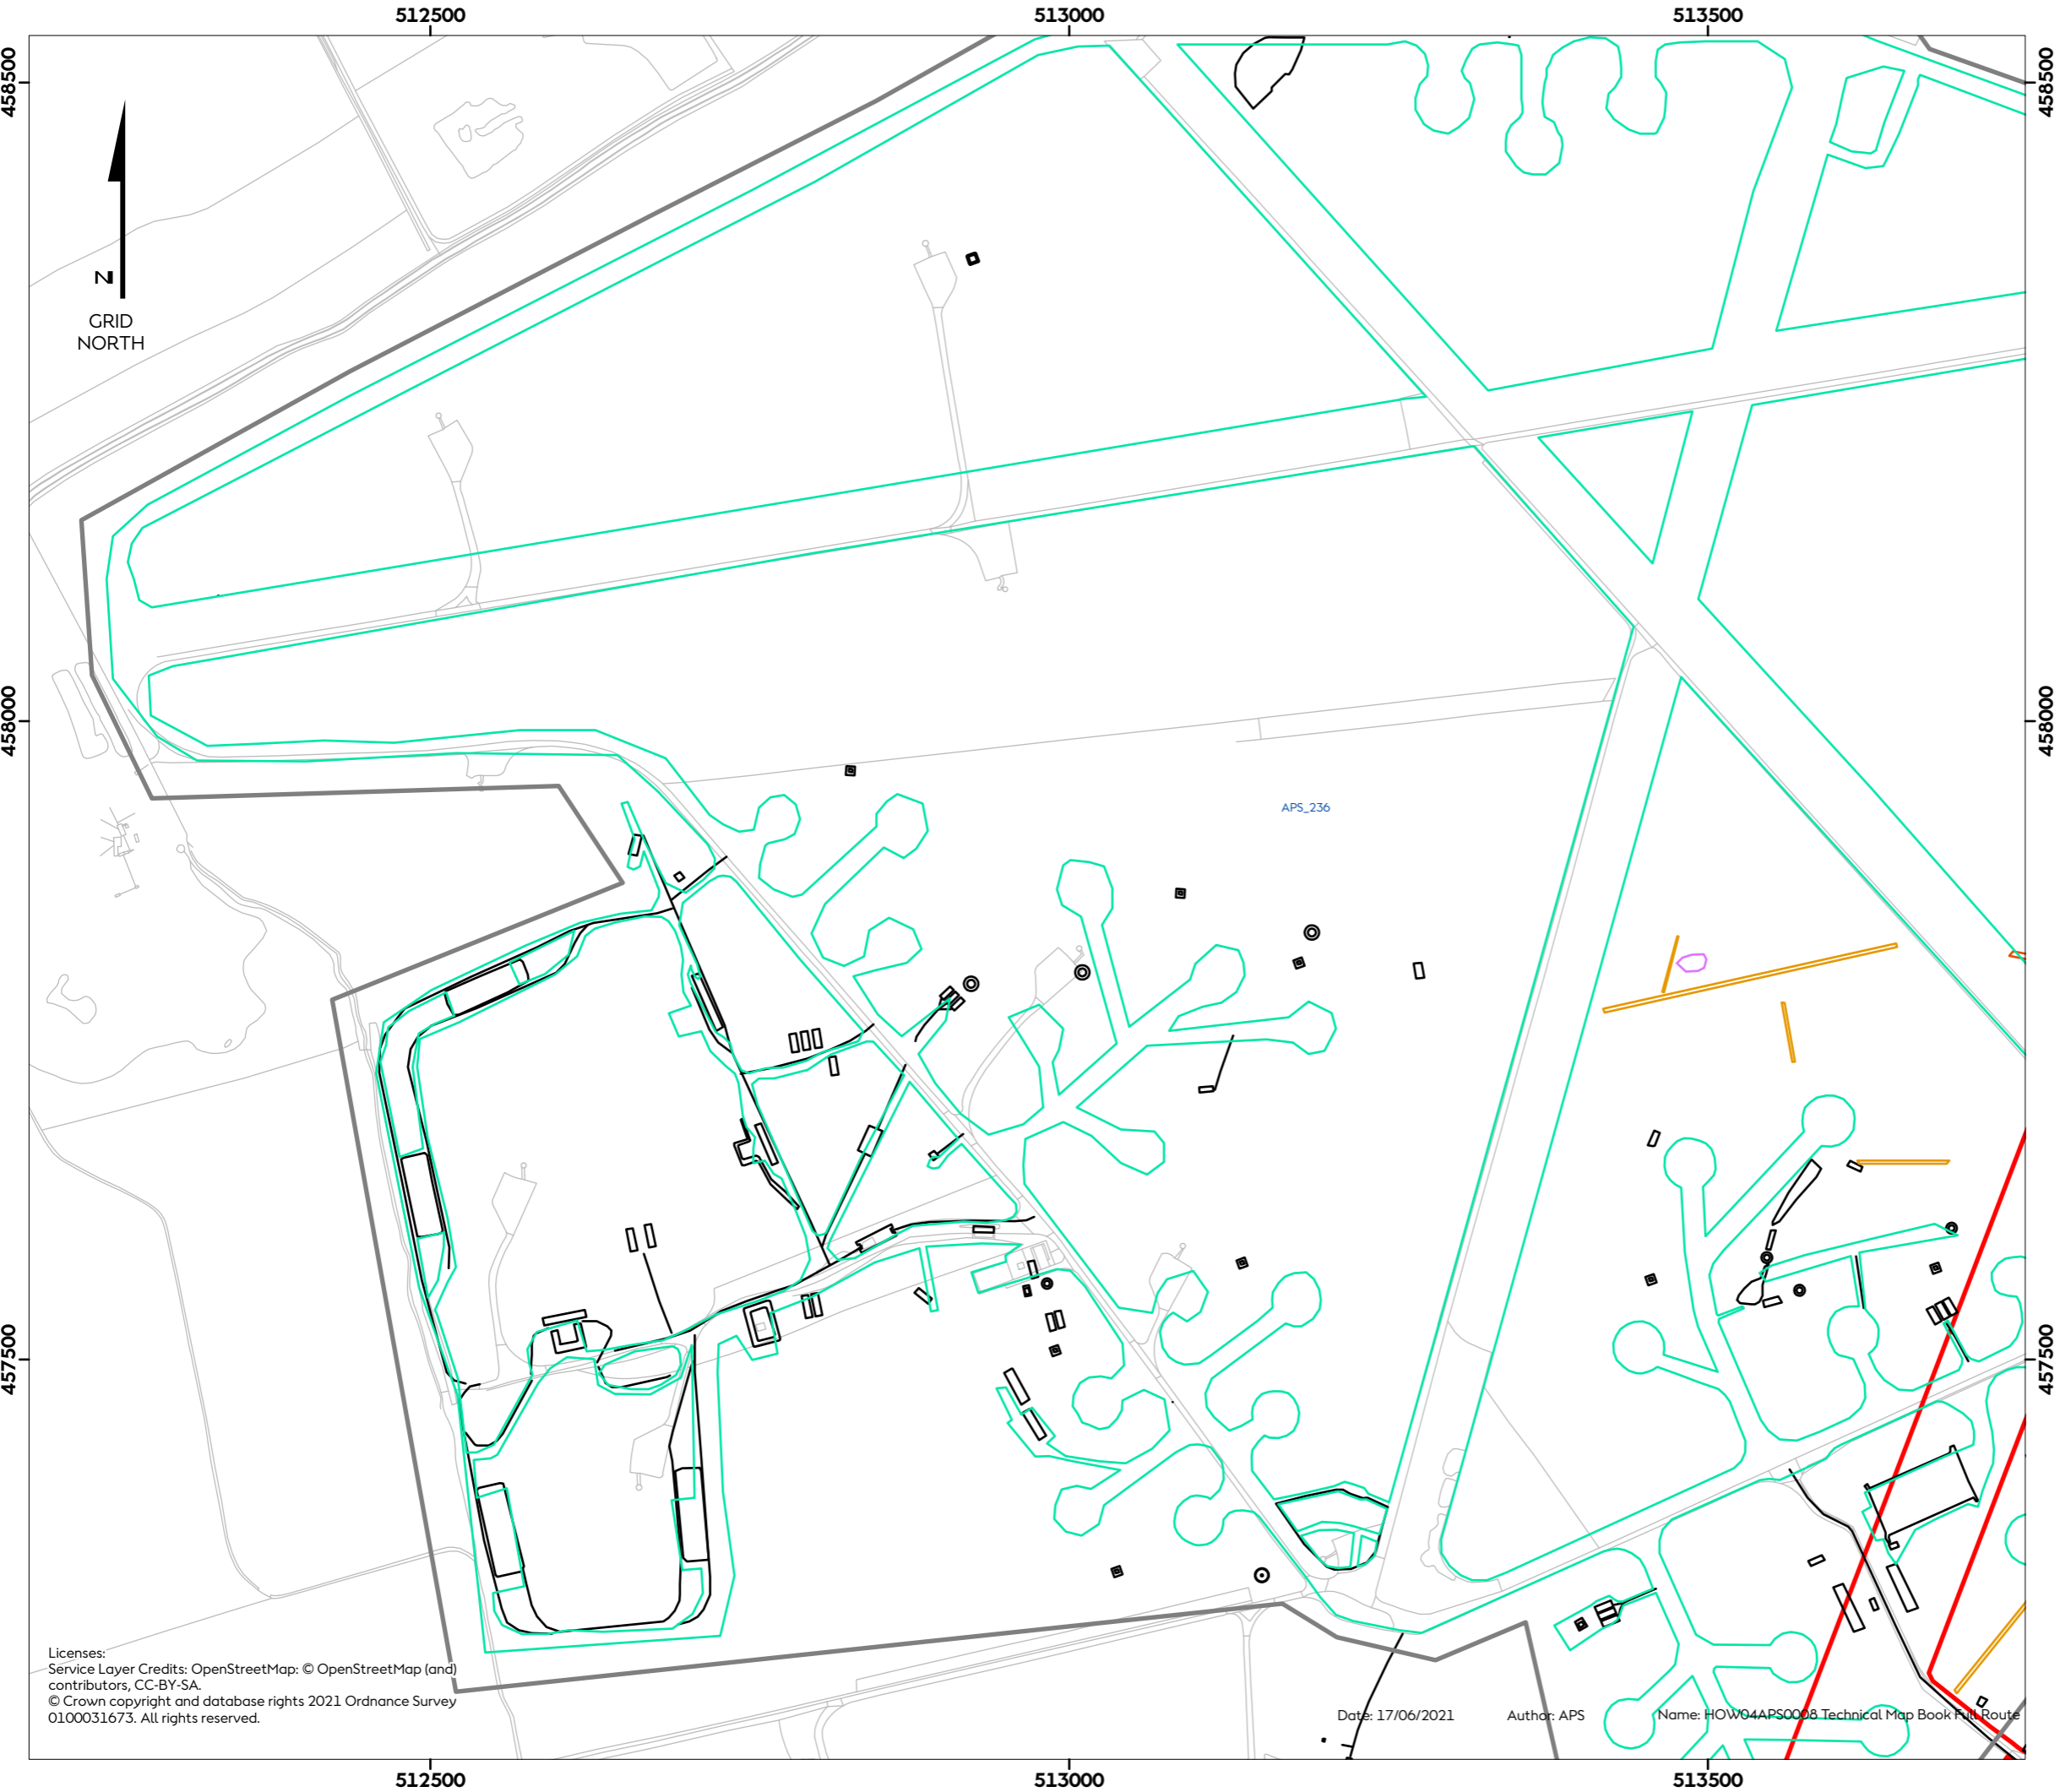 512500
513000
513500
458500
458500
N
GRID
NORTH
458000
458000
APS_236
457500
457500
Licenses:
Service Layer Credits: OpenStreetMap: © OpenStreetMap (and)
contributors, CC-BY-SA.
© Crown copyright and database rights 2021 Ordnance Survey
0100031673. All rights reserved.
Date: 17/06/2021
Author: APS
Name: HOW04APS0008 Technical Map Book Full Route
512500
513000
513500